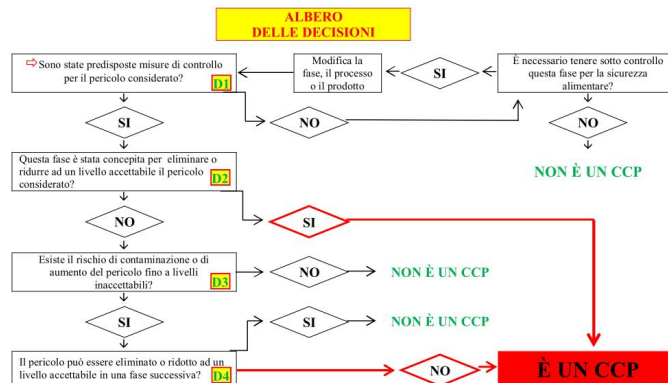 ALBERO
DELLE DECISIONI
⇨Sono state predisposte misure di controllo
per il pericolo considerato?
D1
Modifica la
fase, il processo
o il prodotto
SI
È necessario tenere sotto controllo
questa fase per la sicurezza
alimentare?
SI
NO
NO
NON È UN CCP
Questa fase è stata concepita per eliminare o
ridurre ad un livello accettabile il pericolo
considerato?
D2
NO
SI
Esiste il rischio di contaminazione o di
aumento del pericolo fino a livelli
inaccettabili?
D3
NO
NON È UN CCP
SI
SI
NON È UN CCP
Il pericolo può essere eliminato o ridotto ad un
livello accettabile in una fase successiva?
D4
NO
È UN CCP